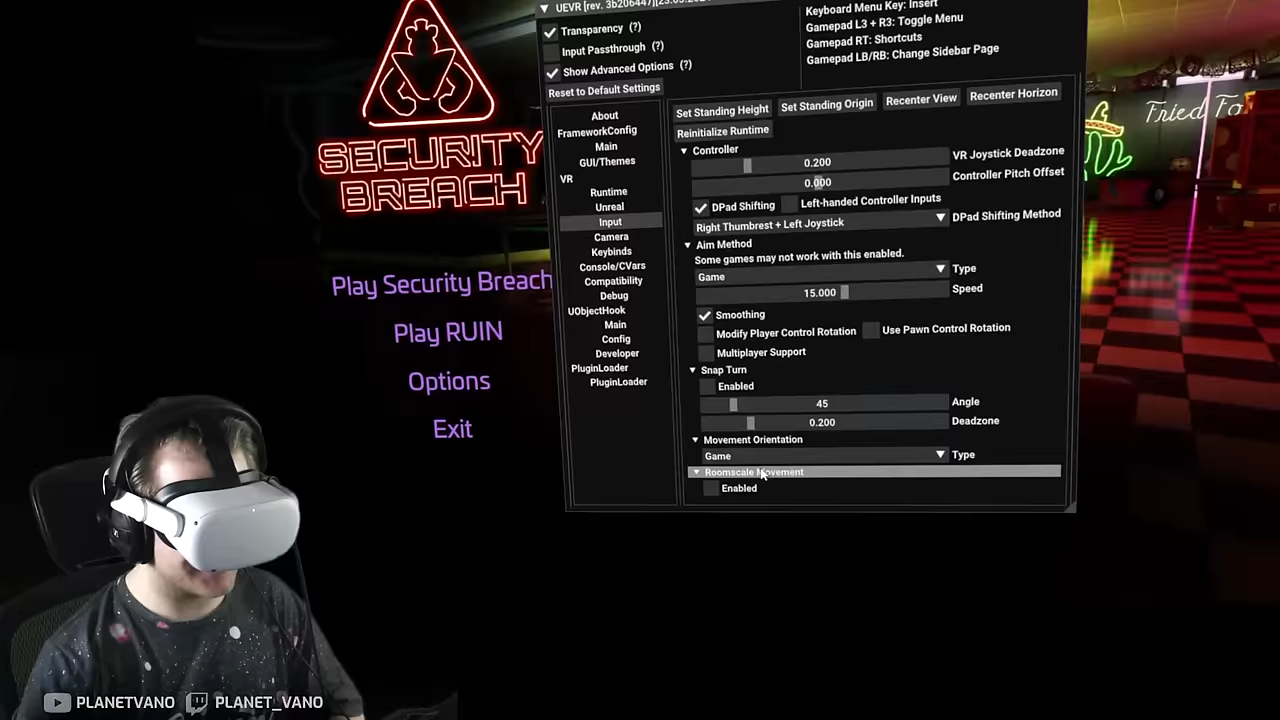 UEVR [rev. 3b206447]
Transparency (?)
Input Passthrough (?)
Show Advanced Options (?)
Reset to Default Settings
Keyboard Menu Key: Insert
Gamepad L3 + R3: Toggle Menu
Gamepad RT: Shortcuts
Gamepad LB/RB: Change Sidebar Page
About
FrameworkConfig
Main
GUI/Themes
VR
Runtime
Unreal
Input
Camera
Keybinds
Console/CVars
Compatibility
Debug
UObjectHook
Main
Config
Developer
PluginLoader
PluginLoader
Set Standing Height Set Standing Origin Recenter View Recenter Horizon
Reinitialize Runtime
Controller
0.200 VR Joystick Deadzone
0.000 Controller Pitch Offset
DPad Shifting Left-handed Controller Inputs
Right Thumbrest + Left Joystick DPad Shifting Method
Aim Method
Some games may not work with this enabled.
Game Type
15.000 Speed
Smoothing
Modify Player Control Rotation Use Pawn Control Rotation
Multiplayer Support
Snap Turn
Enabled
45 Angle
0.200 Deadzone
Movement Orientation
Game Type
Roomscale Movement
Enabled
SECURITY
BREACH
Play Security Breach
Play RUIN
Options
Exit
Fried Fo
PLANETVANO PLANET_VANO